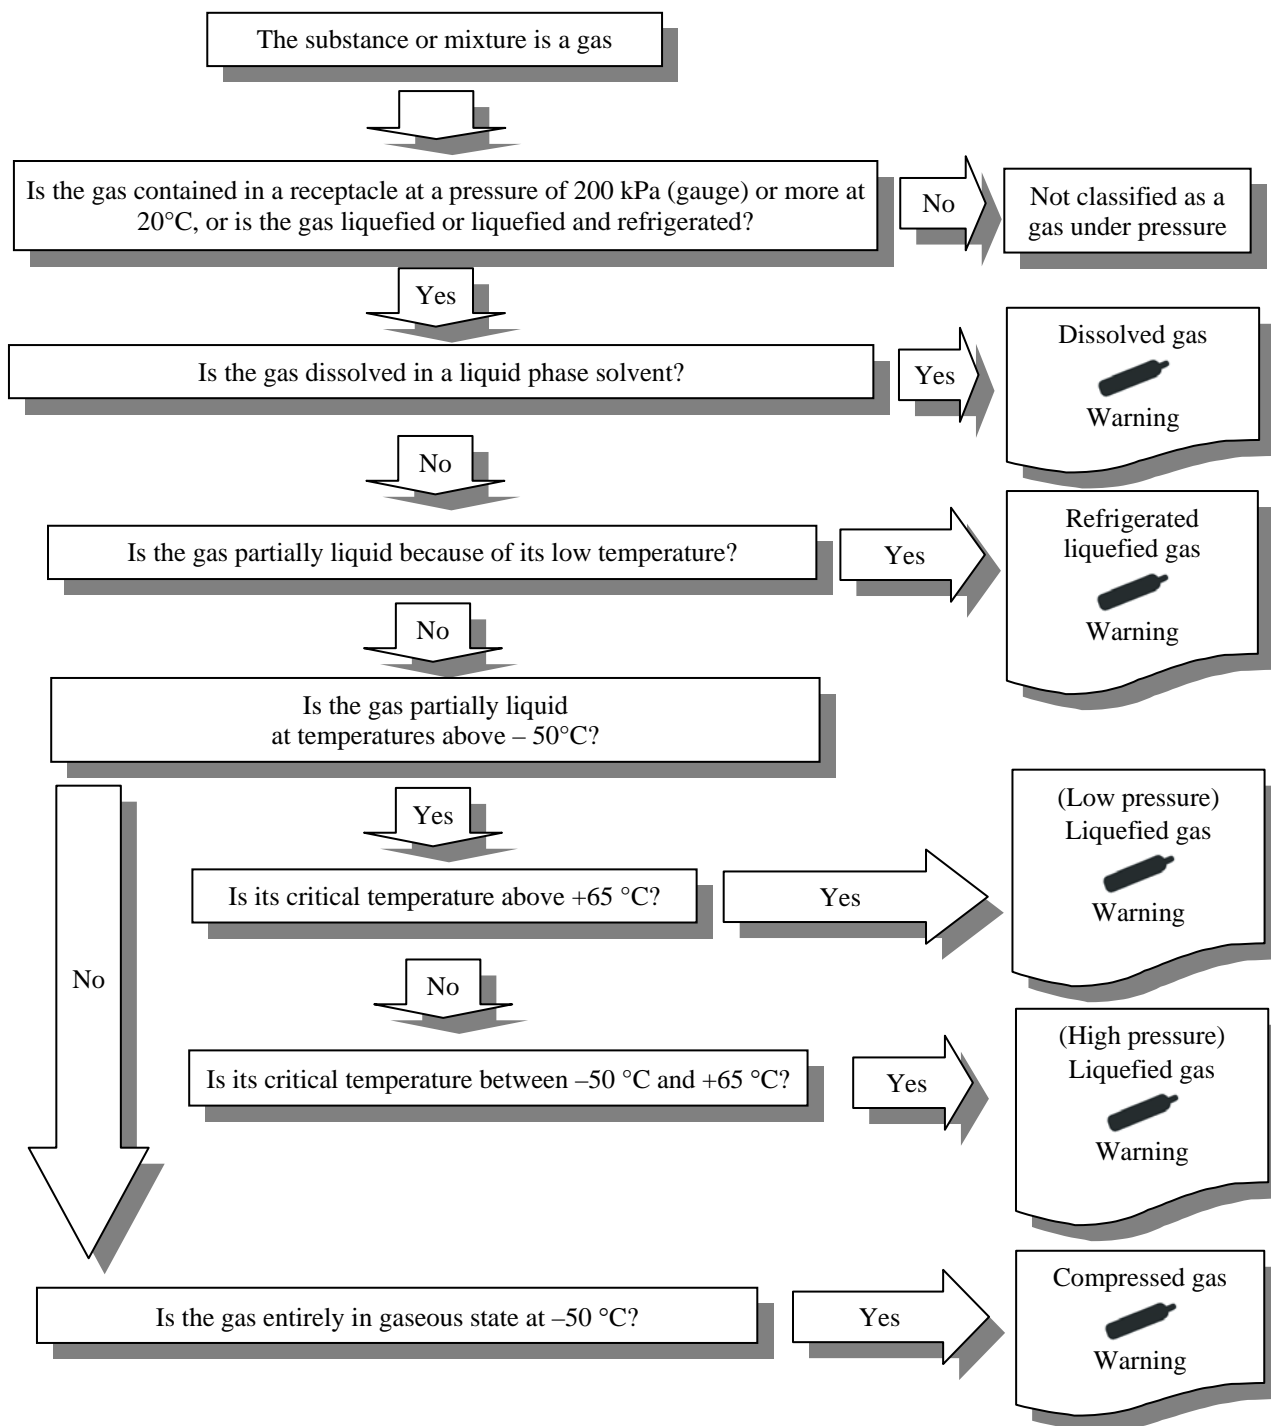 The substance or mixture is a gas
Is the gas contained in a receptacle at a pressure of 200 kPa (gauge) or more at
20°C, or is the gas liquefied or liquefied and refrigerated?
No
Not classified as a
gas under pressure
Yes
Is the gas dissolved in a liquid phase solvent?
Yes
Dissolved gas
Warning
No
Is the gas partially liquid because of its low temperature?
Yes
Refrigerated
liquefied gas
Warning
No
Is the gas partially liquid
at temperatures above – 50°C?
Yes
Is its critical temperature above +65 °C?
Yes
(Low pressure)
Liquefied gas
Warning
No
No
Is its critical temperature between –50 °C and +65 °C?
Yes
(High pressure)
Liquefied gas
Warning
Is the gas entirely in gaseous state at –50 °C?
Yes
Compressed gas
Warning